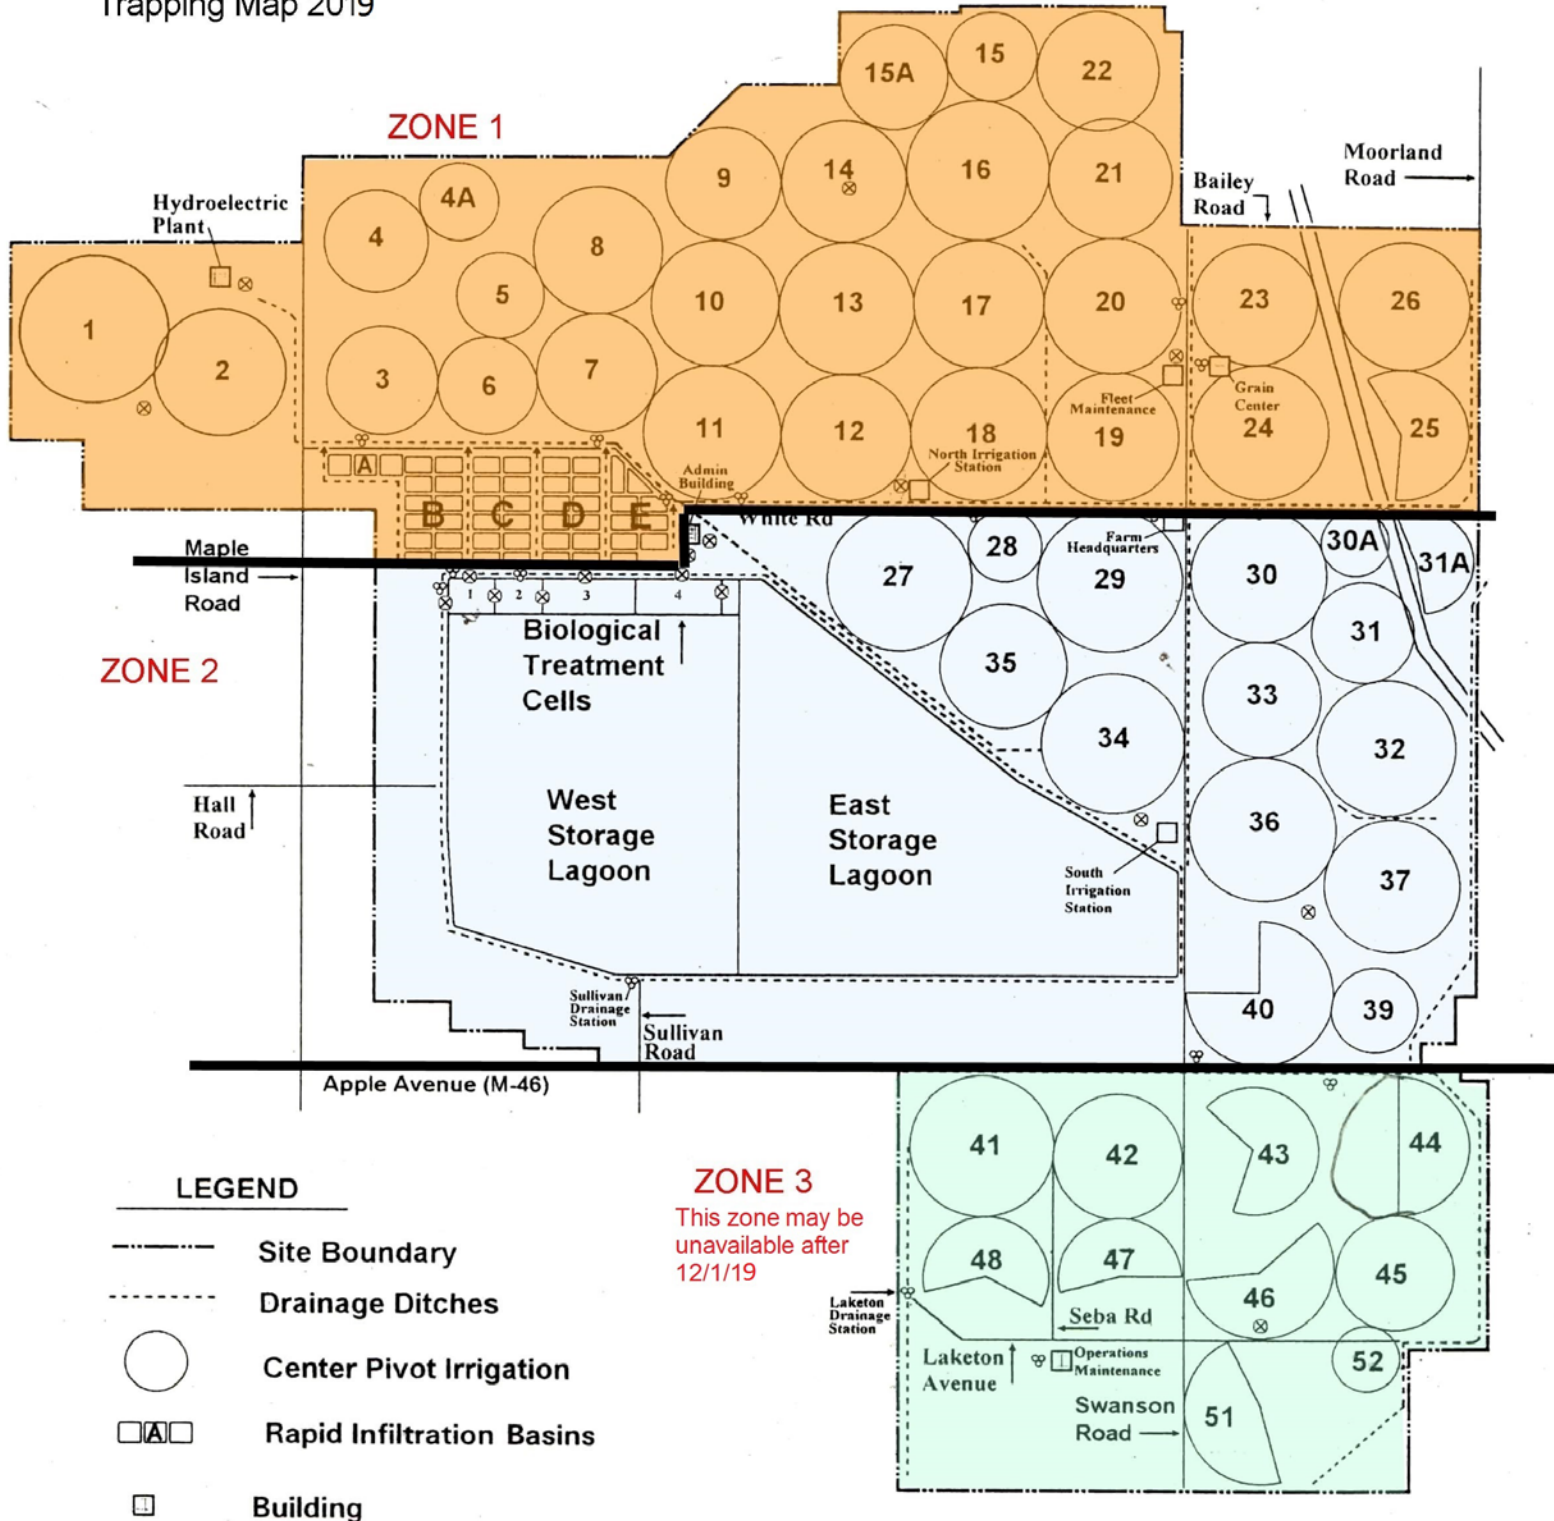 Trapping Map 2019
ZONE 1
15A
15
22
Moorland
Road
Bailey
Road
Hydroelectric
Plant
4
4A
8
9
14
16
21
5
1
2
3
6
7
10
13
17
20
23
26
Fleet
Maintenance
Grain
Center
11
12
18
19
24
25
North Irrigation
Station
Admin
Building
A
B
C
D
E
White Rd
Maple
Island
Road
1
2
3
4
Biological
Treatment
Cells
ZONE 2
27
28
Farm
Headquarters
29
30
30A
31A
31
35
33
34
32
Hall
Road
West
Storage
Lagoon
East
Storage
Lagoon
36
37
South
Irrigation
Station
40
39
Sullivan
Drainage
Station
Sullivan
Road
Apple Avenue (M-46)
ZONE 3
This zone may be
unavailable after
12/1/19
41
42
43
44
48
47
46
45
Laketon
Drainage
Station
Seba Rd
Laketon
Avenue
Operations
Maintenance
52
Swanson
Road
51
LEGEND
Site Boundary
Drainage Ditches
Center Pivot Irrigation
A
Rapid Infiltration Basins
Building